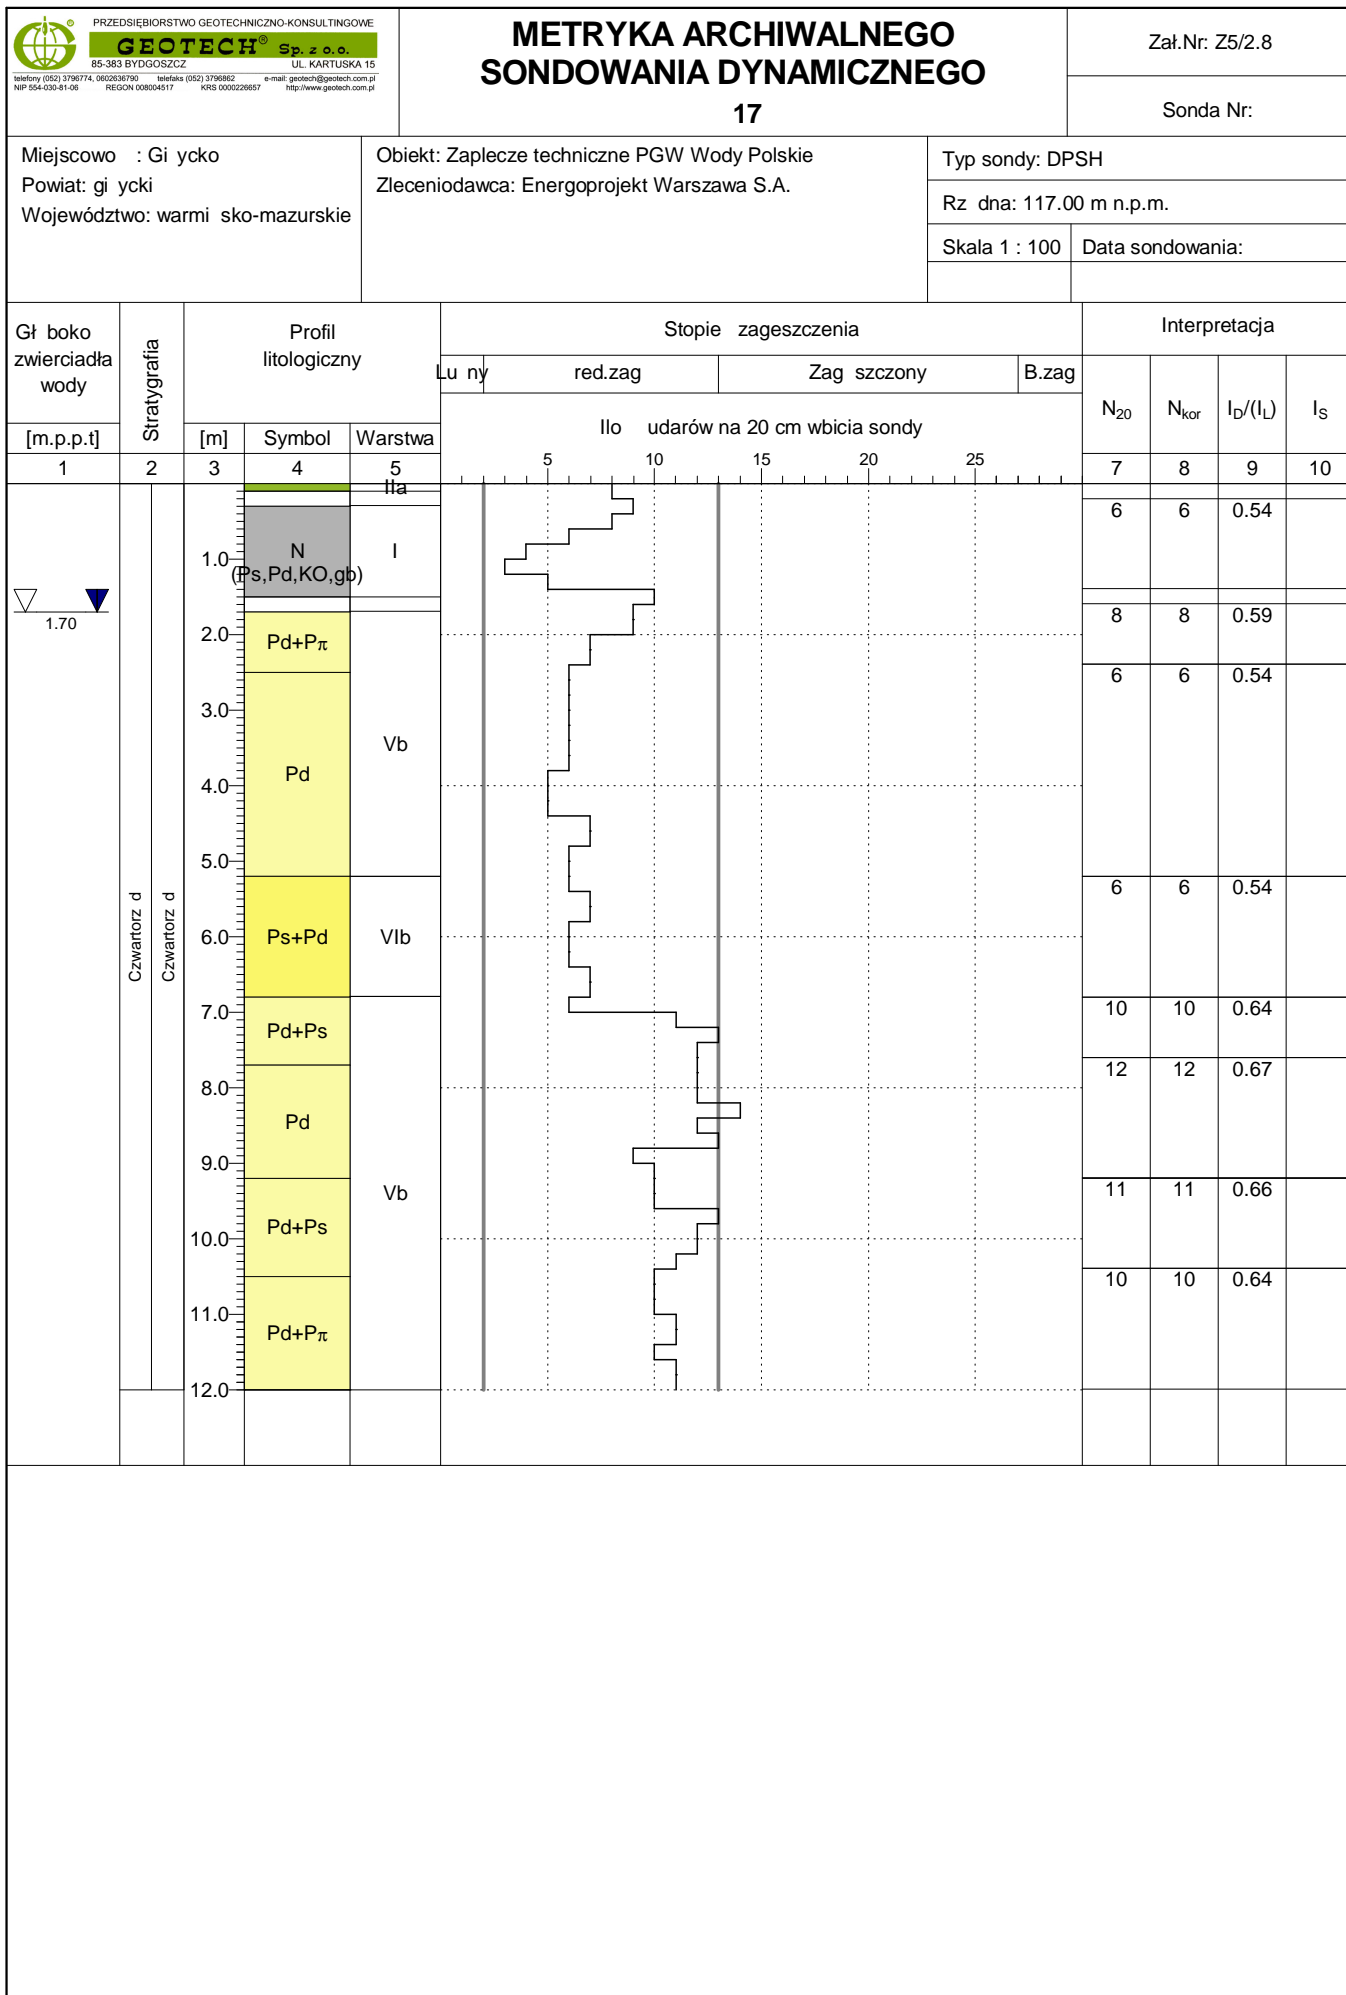 PRZEDSIĘBIORSTWO GEOTECHNICZNO-KONSULTINGOWE
GEOTECH® Sp. z o.o.
85-383 BYDGOSZCZ UL. KARTUSKA 15
telefony (052) 3796774, 0602636790 telefaks (052) 3796862 e-mail: geotech@geotech.com.pl
NIP 554-030-81-06 REGON 008004517 KRS 0000226657 http://www.geotech.com.pl
METRYKA ARCHIWALNEGO
SONDOWANIA DYNAMICZNEGO
17
Zał.Nr: Z5/2.8
Sonda Nr:
Miejscowo : Gi ycko
Powiat: gi ycki
Województwo: warmi sko-mazurskie
Obiekt: Zaplecze techniczne PGW Wody Polskie
Zleceniodawca: Energoprojekt Warszawa S.A.
Typ sondy: DPSH
Rz dna: 117.00 m n.p.m.
Skala 1 : 100 Data sondowania:
Gł boko
zwierciadła
wody
[m.p.p.t]
Stratygrafia
Profil
litologiczny
[m] Symbol Warstwa
Stopie zageszczenia
Lu ny red.zag Zag szczony B.zag
Ilo udarów na 20 cm wbicia sondy
5 10 15 20 25
Interpretacja
N20 Nkor ID/(IL) IS
1 2 3 4 5 7 8 9 10
IIa
6 6 0.54
1.0 N I
(Ps,Pd,KO,gb)
1.70
8 8 0.59
2.0 Pd+Pπ
6 6 0.54
3.0
Vb
Pd
4.0
5.0
6 6 0.54
Czwartorz d
Czwartorz d
6.0 Ps+Pd VIb
7.0 10 10 0.64
Pd+Ps
12 12 0.67
8.0
Pd
9.0
Vb 11 11 0.66
Pd+Ps
10.0
10 10 0.64
11.0
Pd+Pπ
12.0